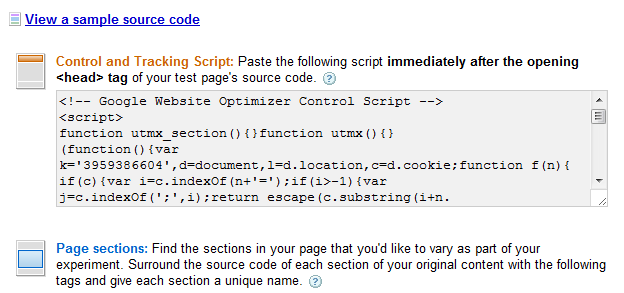 View a sample source code
Control and Tracking Script: Paste the following script immediately after the opening
<head> tag of your test page's source code. ?
<!-- Google Website Optimizer Control Script -->
<script>
function utmx_section(){}function utmx(){}
(function(){var
k='3959386604',d=document,l=d.location,c=d.cookie;function f(n){
if(c){var i=c.indexOf(n+'=');if(i>-1){var
j=c.indexOf(';',i);return escape(c.substring(i+n.
Page sections: Find the sections in your page that you'd like to vary as part of your
experiment. Surround the source code of each section of your original content with the following
tags and give each section a unique name. ?